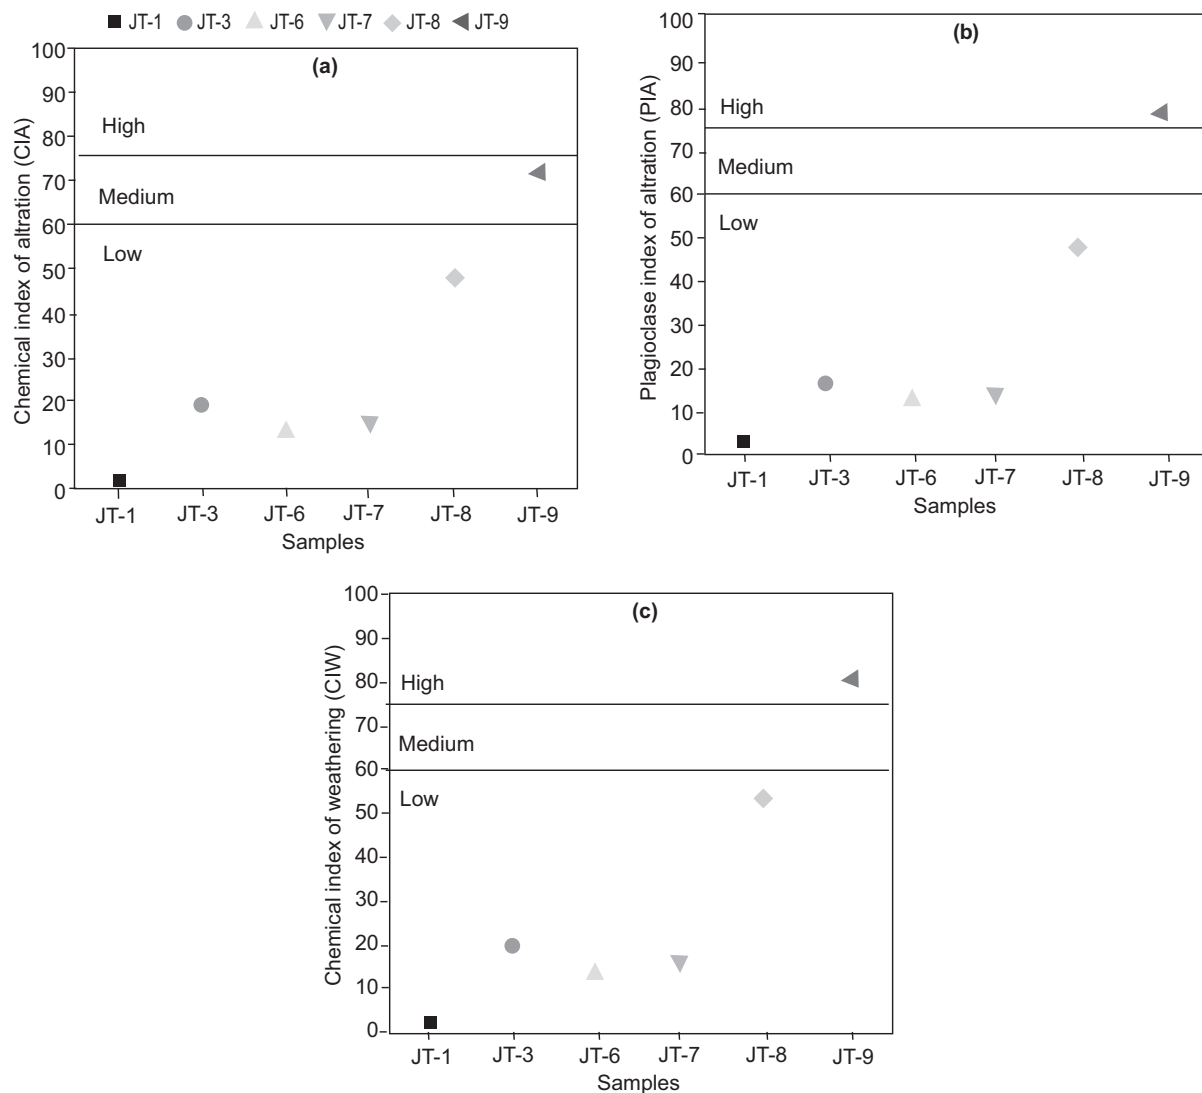 JT-1 JT-3 JT-6 JT-7 JT-8 JT-9
(a)
Chemical index of altration (CIA)
100
90
80
70
60
50
40
30
20
10
0
High
Medium
Low
JT-1 JT-3 JT-6 JT-7 JT-8 JT-9
Samples
(b)
Plagioclase index of altration (PIA)
100
90
80
70
60
50
40
30
20
10
0
High
Medium
Low
JT-1 JT-3 JT-6 JT-7 JT-8 JT-9
Samples
(c)
Chemical index of weathering (CIW)
100
90
80
70
60
50
40
30
20
10
0
High
Medium
Low
JT-1 JT-3 JT-6 JT-7 JT-8 JT-9
Samples